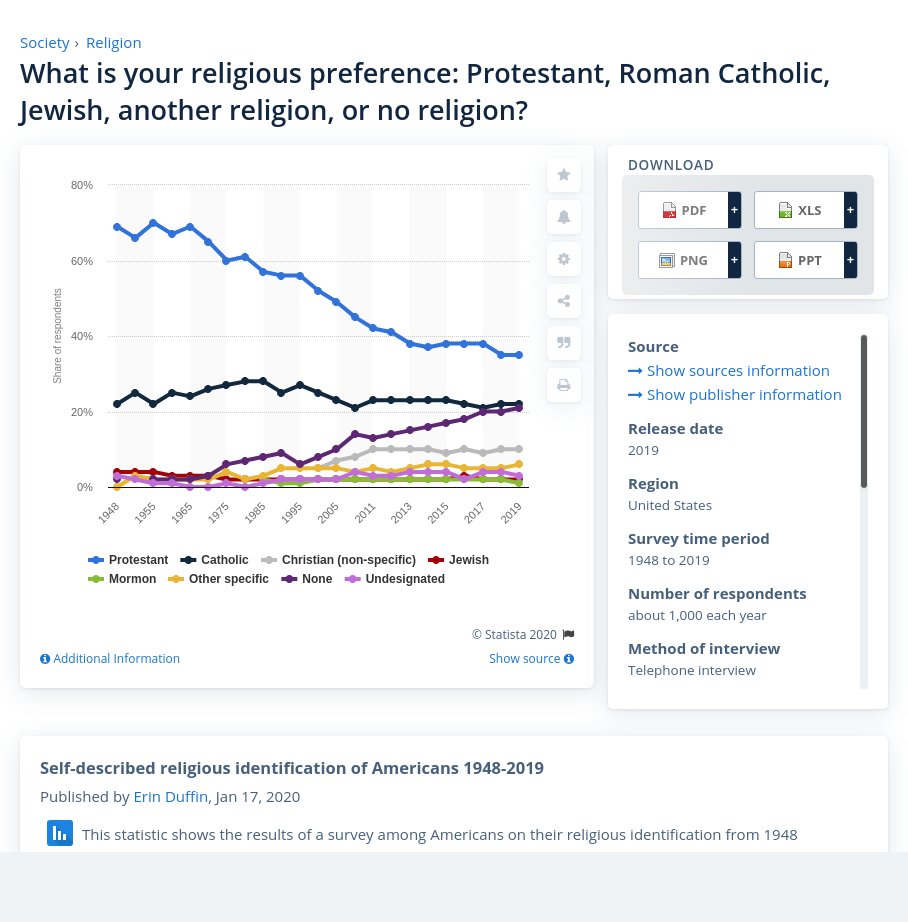 Society › Religion
What is your religious preference: Protestant, Roman Catholic,
Jewish, another religion, or no religion?
DOWNLOAD
PDF +
XLS +
PNG +
PPT +
80%
60%
40%
20%
0%
Share of respondents
1948
1955
1965
1975
1985
1995
2005
2011
2013
2015
2017
2019
Protestant Catholic Christian (non-specific) Jewish
Mormon Other specific None Undesignated
© Statista 2020
Additional Information
Show source
Source
Show sources information
Show publisher information
Release date
2019
Region
United States
Survey time period
1948 to 2019
Number of respondents
about 1,000 each year
Method of interview
Telephone interview
Self-described religious identification of Americans 1948-2019
Published by Erin Duffin, Jan 17, 2020
This statistic shows the results of a survey among Americans on their religious identification from 1948